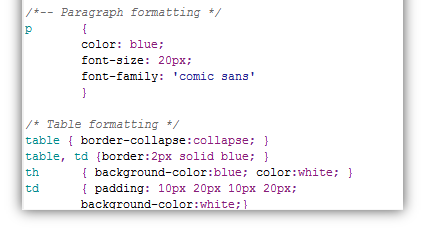 /*-- Paragraph formatting */
p       {
        color: blue;
        font-size: 20px;
        font-family: 'comic sans'
        }

/* Table formatting */
table { border-collapse:collapse; }
table, td {border:2px solid blue; }
th      { background-color:blue; color:white; }
td      { padding: 10px 20px 10px 20px;
        background-color:white;}